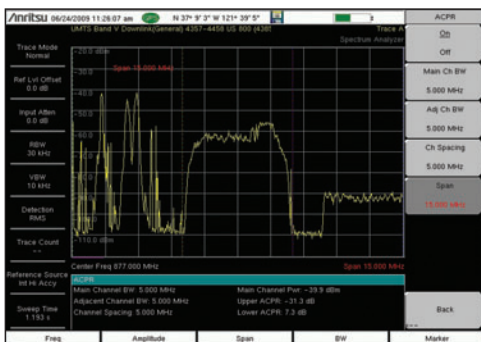 Anritsu 06/24/2009 11:26:07 am N 37° 9' 3" W 121° 39' 5"
UMTS Band V Downlink(General) 4357-4458 US 800
Trace A
Spectrum Analyzer
-20.0 dBm
Span 15.000 MHz
-30.0
-40.0
-60.0
-70.0
-80.0
-110.0 dBm
Trace Mode
Normal
Ref Lvl Offset
0.0 dB
Input Atten
0.0 dB
RBW
30 kHz
VBW
10 kHz
Detection
RMS
Trace Count
--
Reference Source
Int Hi Accy
Sweep Time
1.193 s
Center Freq 877.000 MHz
Span 15.000 MHz
ACPR
Main Channel BW: 5.000 MHz
Main Channel Pwr: -39.9 dBm
Adjacent Channel BW: 5.000 MHz
Upper ACPR: -31.3 dB
Channel Spacing 5.000 MHz
Lower ACPR: 7.3 dB
ACPR
On
Off
Main Ch BW
5.000 MHz
Adj Ch BW
5.000 MHz
Ch Spacing
5.000 MHz
Span
15.000 MHz
Back
Freq
Amplitude
Span
BW
Marker